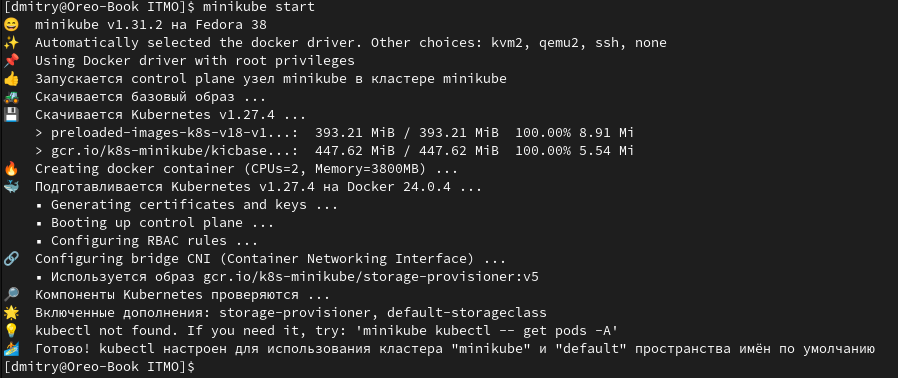 [dmitry@Oreo-Book ITMO]$ minikube start
😄 minikube v1.31.2 на Fedora 38
✨ Automatically selected the docker driver. Other choices: kvm2, qemu2, ssh, none
📌 Using Docker driver with root privileges
👍 Запускается control plane узел minikube в кластере minikube
🚜 Скачивается базовый образ ...
💾 Скачивается Kubernetes v1.27.4 ...
> preloaded-images-k8s-v18-v1...: 393.21 MiB / 393.21 MiB 100.00% 8.91 Mi
> gcr.io/k8s-minikube/kicbase...: 447.62 MiB / 447.62 MiB 100.00% 5.54 Mi
🔥 Creating docker container (CPUs=2, Memory=3800MB) ...
🐳 Подготавливается Kubernetes v1.27.4 на Docker 24.0.4 ...
▪ Generating certificates and keys ...
▪ Booting up control plane ...
▪ Configuring RBAC rules ...
🔗 Configuring bridge CNI (Container Networking Interface) ...
▪ Используется образ gcr.io/k8s-minikube/storage-provisioner:v5
🔎 Компоненты Kubernetes проверяются ...
🌟 Включенные дополнения: storage-provisioner, default-storageclass
💡 kubectl not found. If you need it, try: 'minikube kubectl -- get pods -A'
🏄 Готово! kubectl настроен для использования кластера "minikube" и "default" пространства имён по умолчанию
[dmitry@Oreo-Book ITMO]$